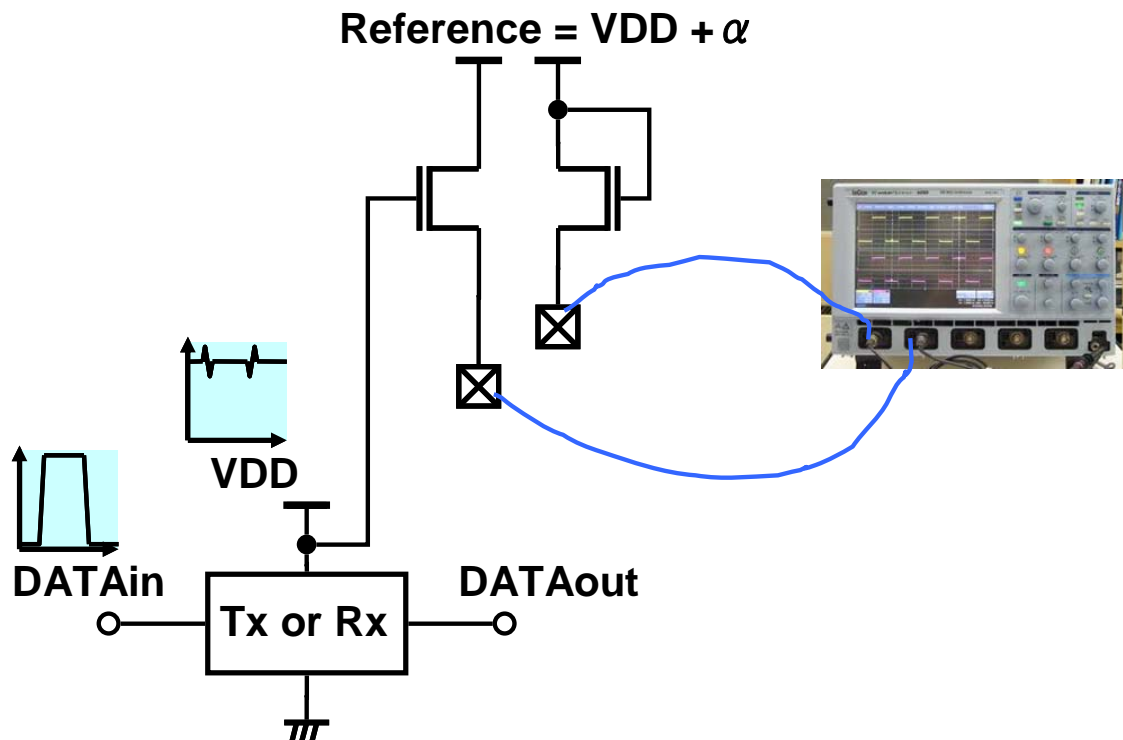 Reference = VDD + α
VDD
DATAin
DATAout
Tx or Rx